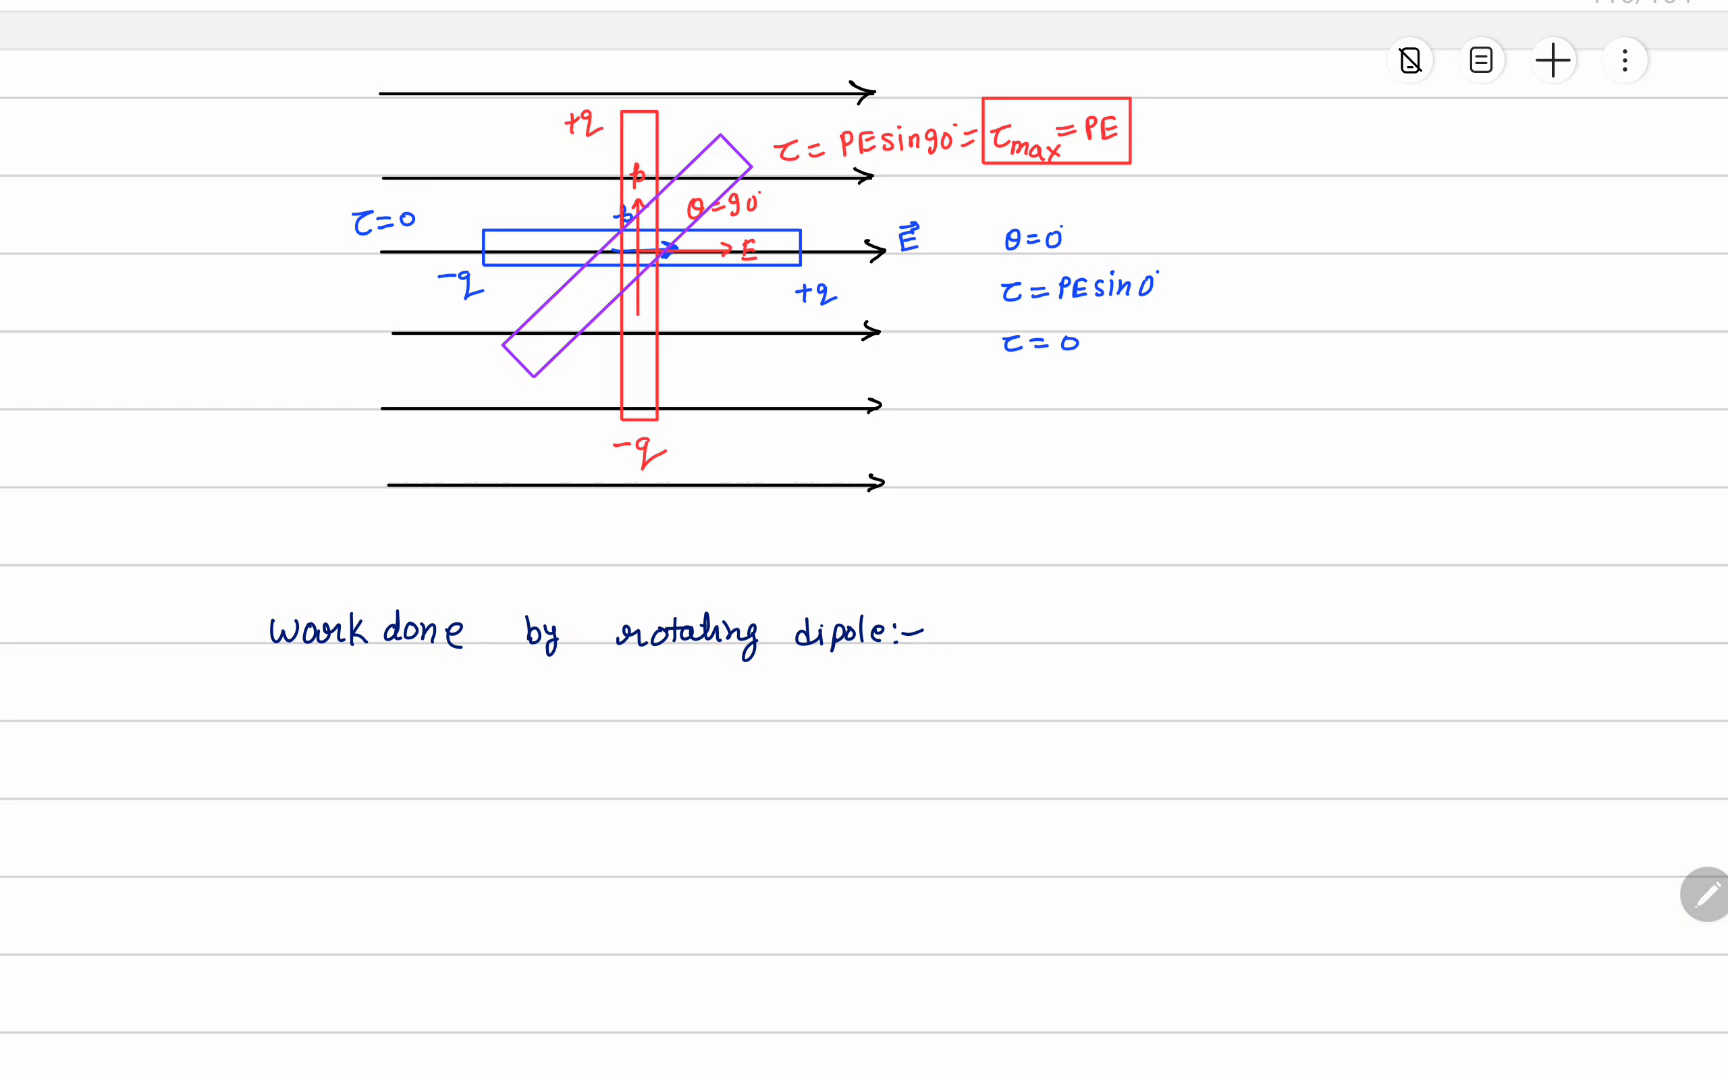 +q
τ = PE sin90° = τmax = PE
p
θ=90°
τ=0
p
E
E⃗
θ=0°
-q
+q
τ = PE sin 0°
τ = 0
-q
Work done by rotating dipole:-